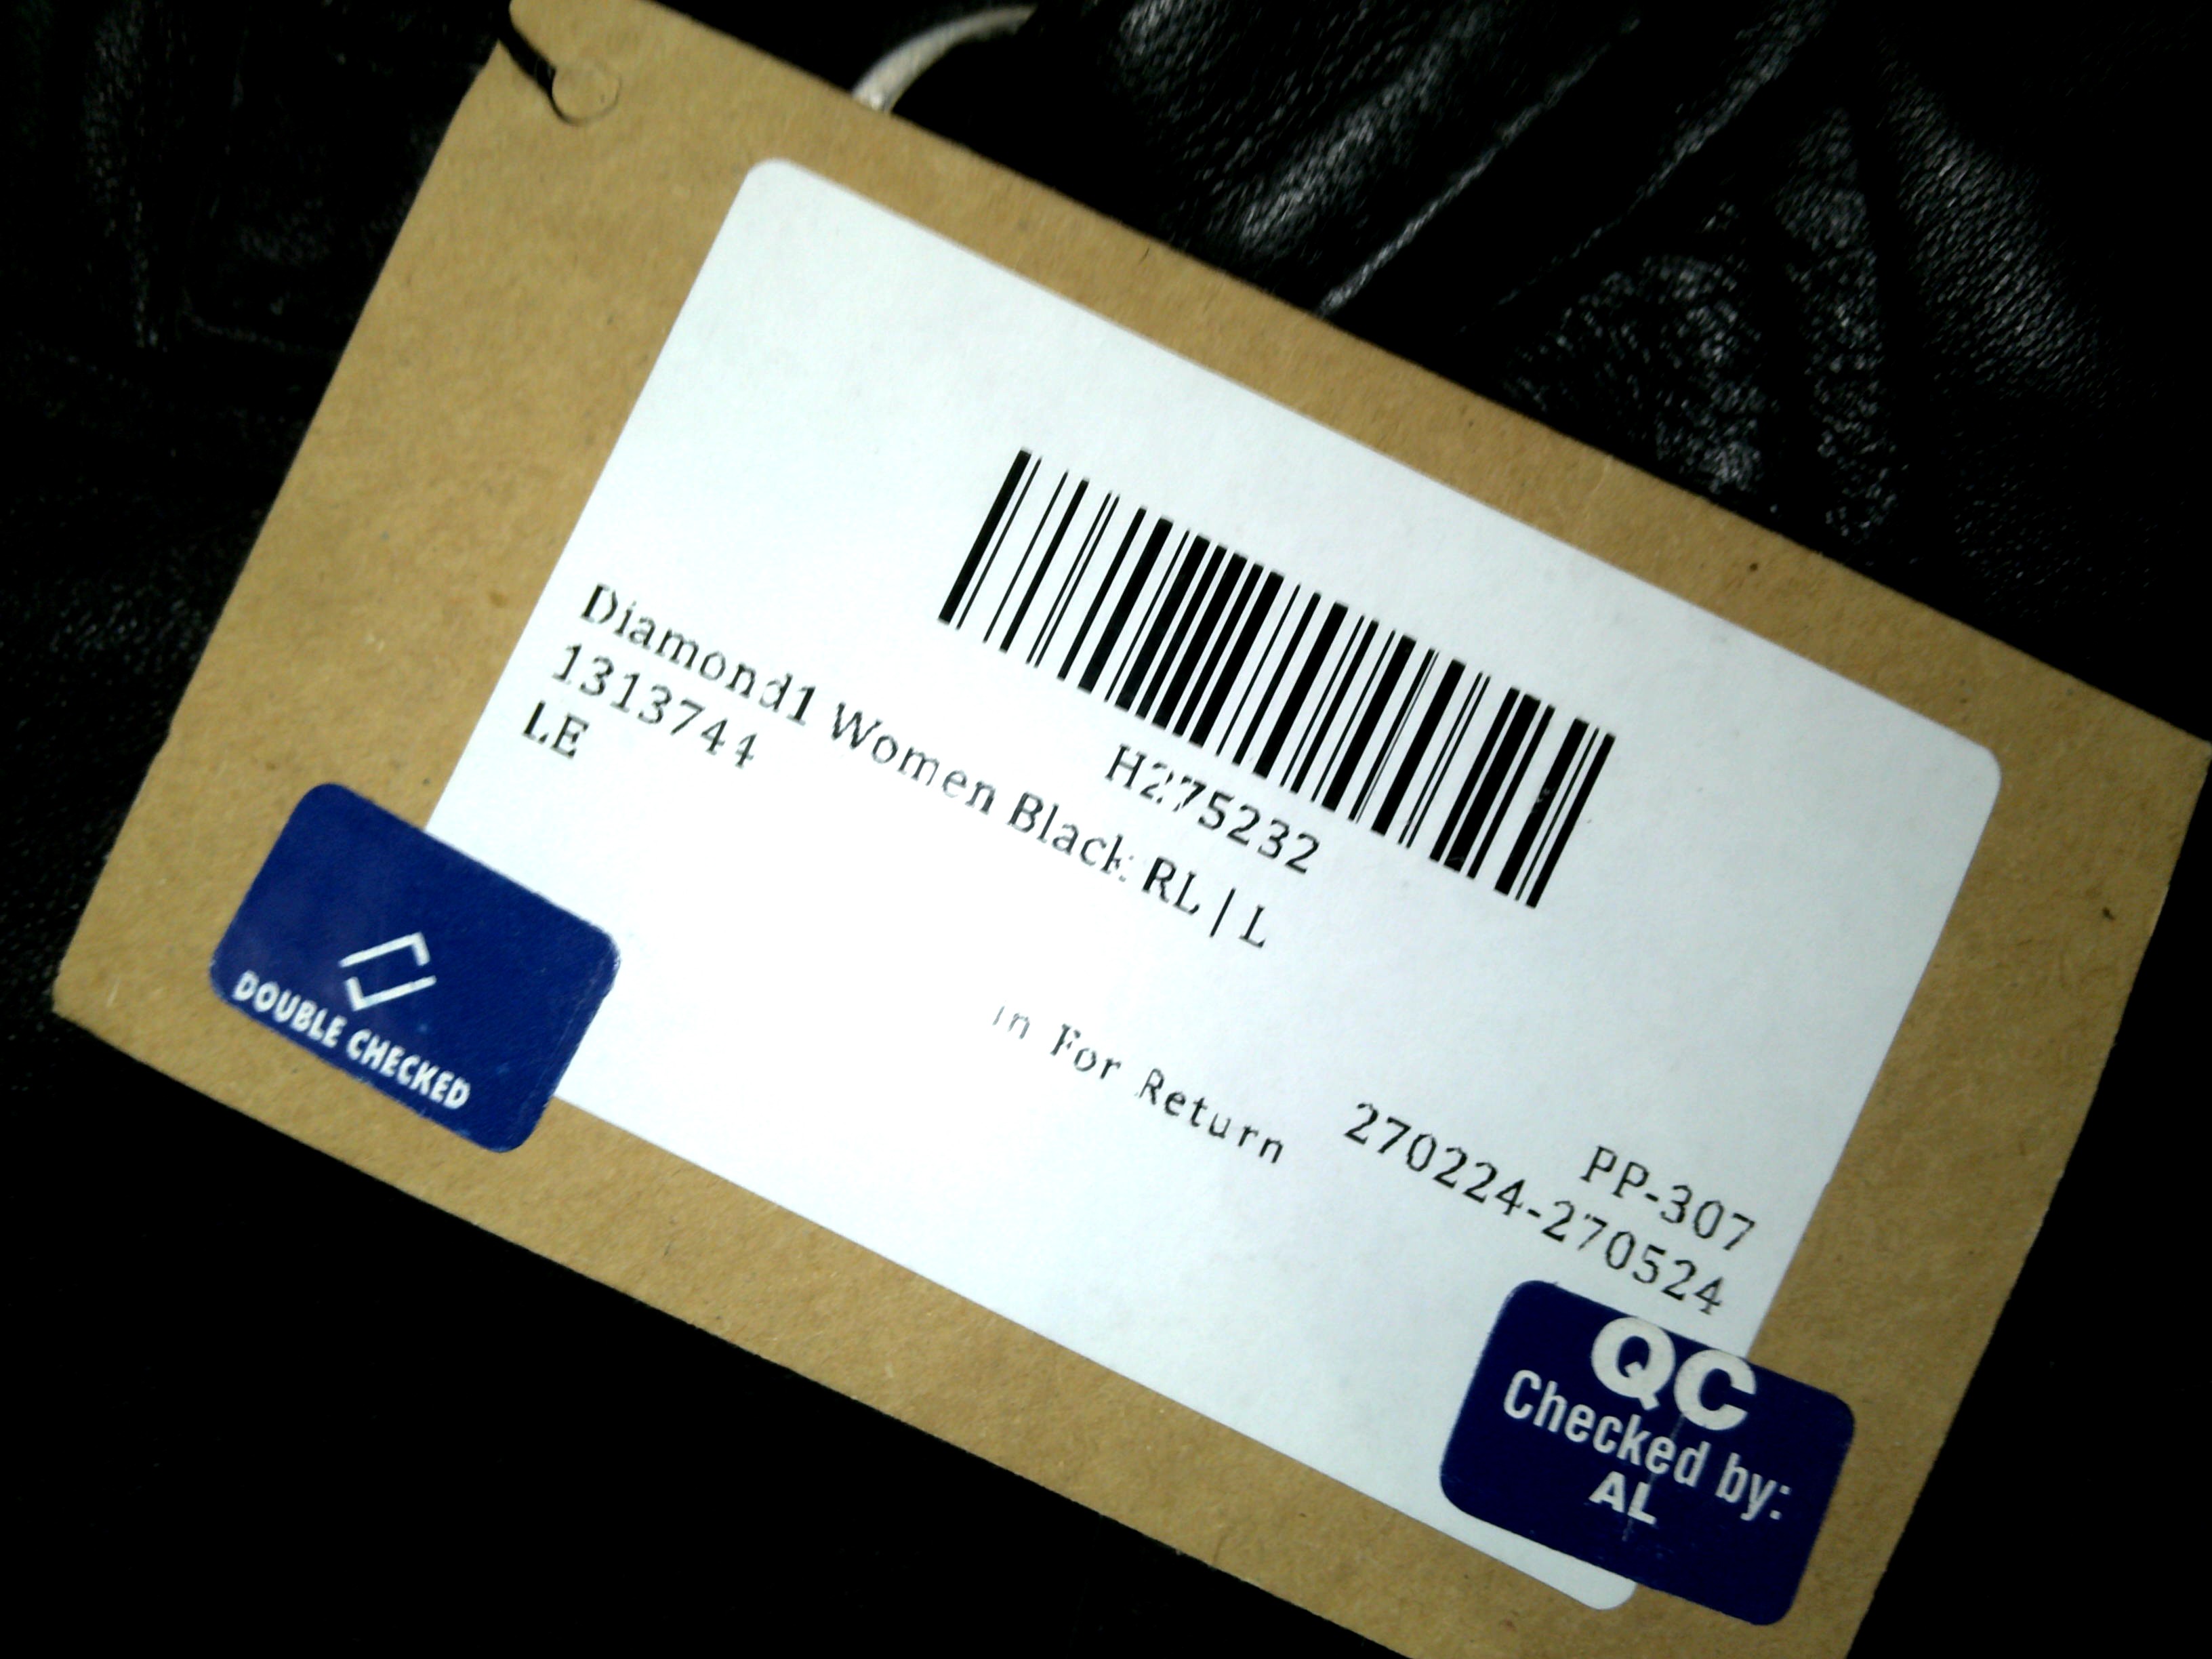 H275232
Diamond1 Women Black RL | L
1313744
LE
in For Return
PP-307
270224-270524
DOUBLE CHECKED
QC
Checked by:
AL